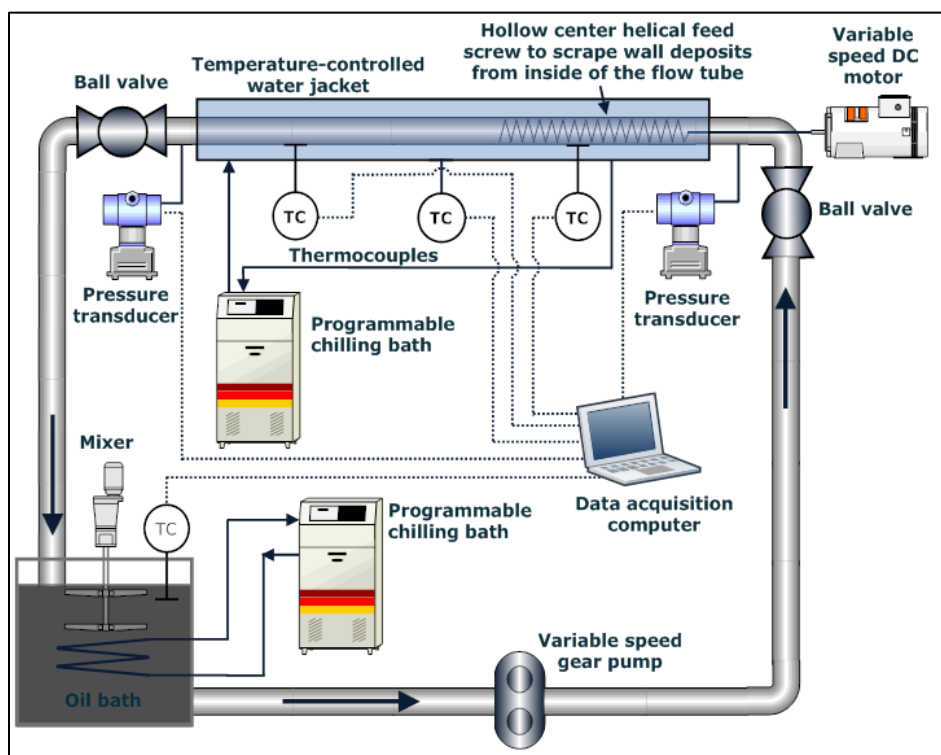 Hollow center helical feed
screw to scrape wall deposits
from inside of the flow tube
Variable
speed DC
motor
Temperature-controlled
water jacket
Ball valve
TC
TC
TC
Ball valve
Thermocouples
Pressure
transducer
Programmable
chilling bath
Pressure
transducer
Mixer
TC
Programmable
chilling bath
Data acquisition
computer
Variable speed
gear pump
Oil bath